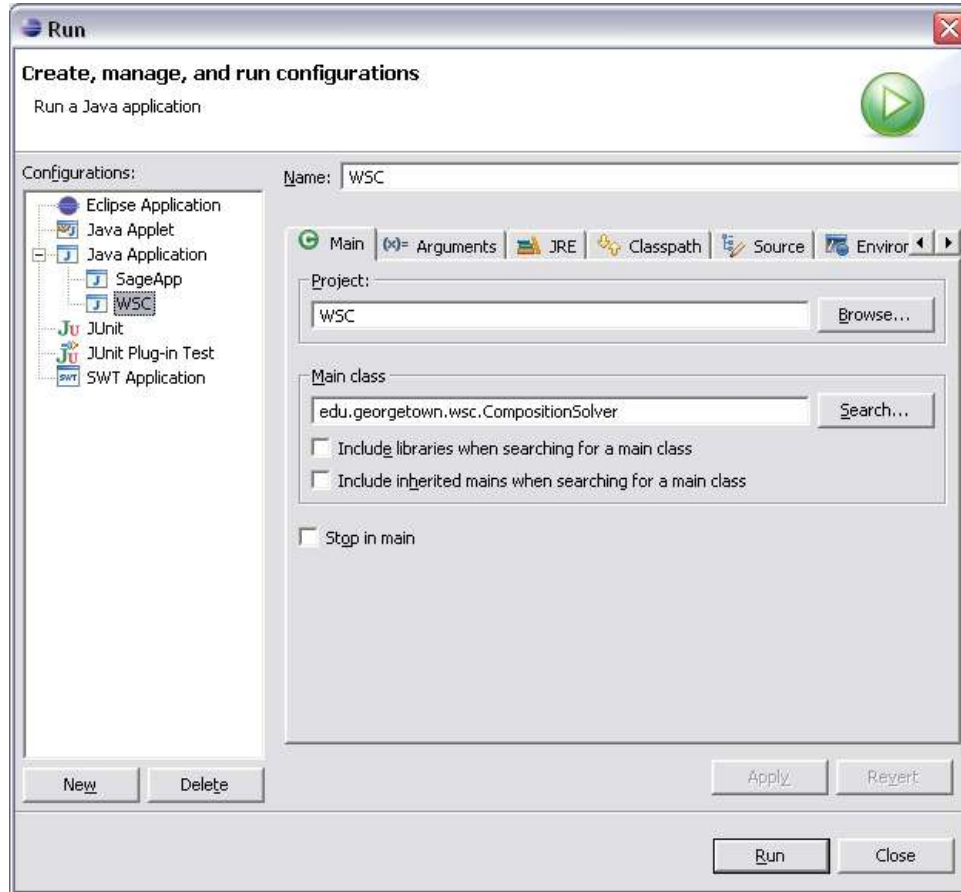 Run
Create, manage, and run configurations
Run a Java application
Configurations:
Eclipse Application
Java Applet
Java Application
SageApp
WSC
JUnit
JUnit Plug-in Test
SWT Application
New
Delete
Name: WSC
Main
(x)= Arguments
JRE
Classpath
Source
Enviror
Project:
WSC
Browse...
Main class
edu.georgetown.wsc.CompositionSolver
Search...
Include libraries when searching for a main class
Include inherited mains when searching for a main class
Stop in main
Apply
Revert
Run
Close